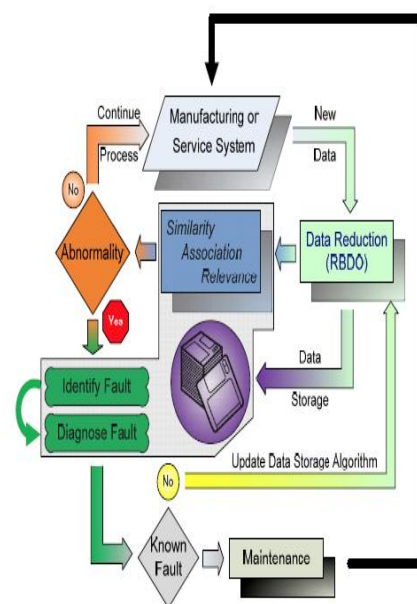 Continue
Process
Manufacturing or
Service System
New
Data
No
Abnormality
Similarity
Association
Relevance
Data Reduction
(RBDO)
Yes
Identify Fault
Diagnose Fault
Data
Storage
No
Update Data Storage Algorithm
Known
Fault
Maintenance